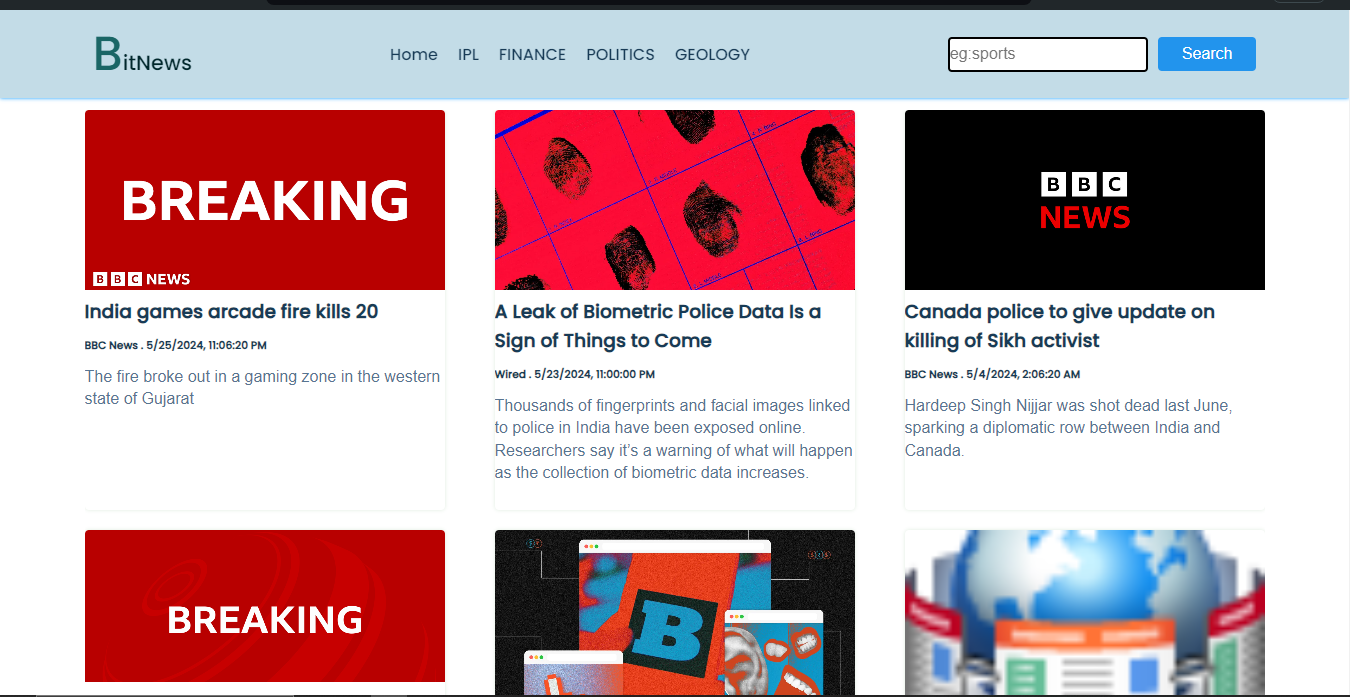 BitNews
Home IPL FINANCE POLITICS GEOLOGY
eg:sports
Search
BREAKING
BBC NEWS
BBC
NEWS
India games arcade fire kills 20
BBC News . 5/25/2024, 11:06:20 PM
The fire broke out in a gaming zone in the western
state of Gujarat
A Leak of Biometric Police Data Is a
Sign of Things to Come
Wired . 5/23/2024, 11:00:00 PM
Thousands of fingerprints and facial images linked
to police in India have been exposed online.
Researchers say it’s a warning of what will happen
as the collection of biometric data increases.
Canada police to give update on
killing of Sikh activist
BBC News . 5/4/2024, 2:06:20 AM
Hardeep Singh Nijjar was shot dead last June,
sparking a diplomatic row between India and
Canada.
BREAKING
B